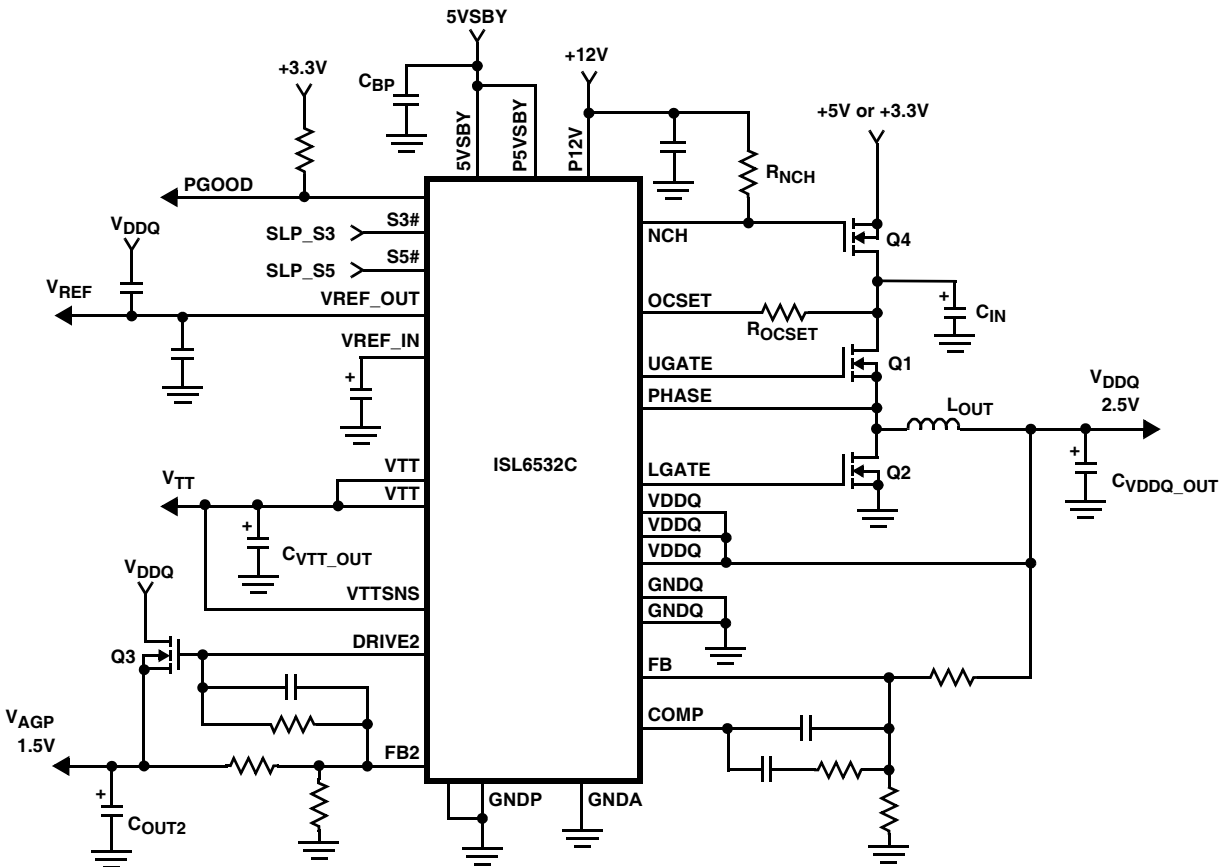 5VSBY
+12V
+3.3V
CBP
+5V or +3.3V
5VSBY
P5VSBY
P12V
RNCH
PGOOD
S3#
SLP_S3
NCH
Q4
VDDQ
S5#
SLP_S5
VREF
VREF_OUT
OCSET
ROCSET
CIN
VREF_IN
UGATE
Q1
PHASE
VDDQ
2.5V
LOUT
ISL6532C
VTT
VTT
VTT
LGATE
Q2
CVDDQ_OUT
VDDQ
VDDQ
VDDQ
CVTT_OUT
VDDQ
VTTSNS
GNDQ
GNDQ
Q3
DRIVE2
FB
VAGP
1.5V
COMP
FB2
COUT2
GNDP
GNDA